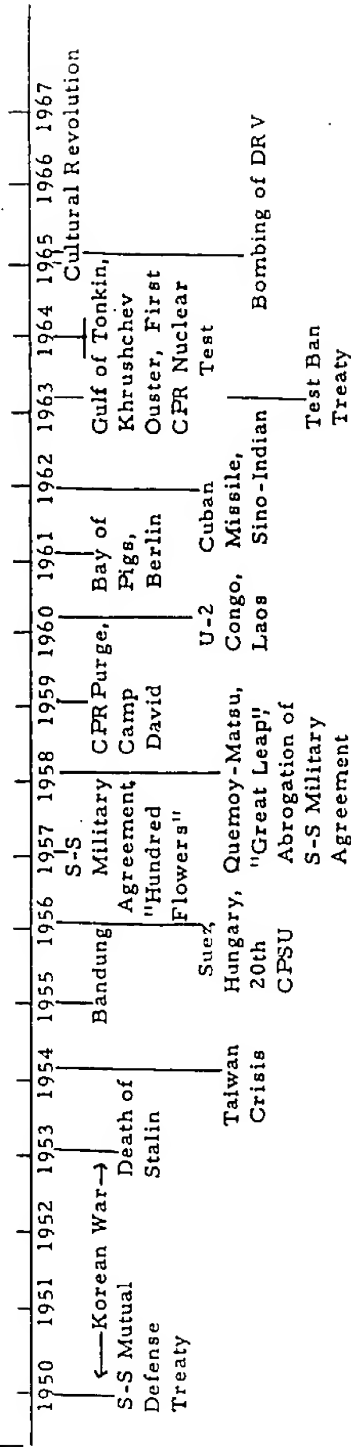 1950 1951 1952 1953 1954 1955 1956 1957 1958 1959 1960 1961 1962 1963 1964 1965 1966 1967
S-S Mutual
Defense
Treaty
←Korean War→
Death of
Stalin
Taiwan
Crisis
Bandung
Suez,
Hungary,
20th
CPSU
S-S
Military
Agreement,
"Hundred
Flowers"
Quemoy-Matsu,
"Great Leap",
Abrogation of
S-S Military
Agreement
CPR Purge,
Camp
David
U-2
Congo,
Laos
Bay of
Pigs,
Berlin
Cuban
Missile,
Sino-Indian
Test Ban
Treaty
Gulf of Tonkin,
Khrushchev
Ouster, First
CPR Nuclear
Test
Cultural Revolution
Bombing of DRV